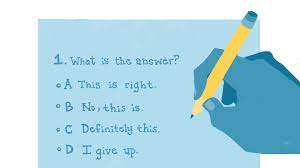 1. What is the answer?
A This is right.
B No, this is.
C Definitely this.
D I give up.